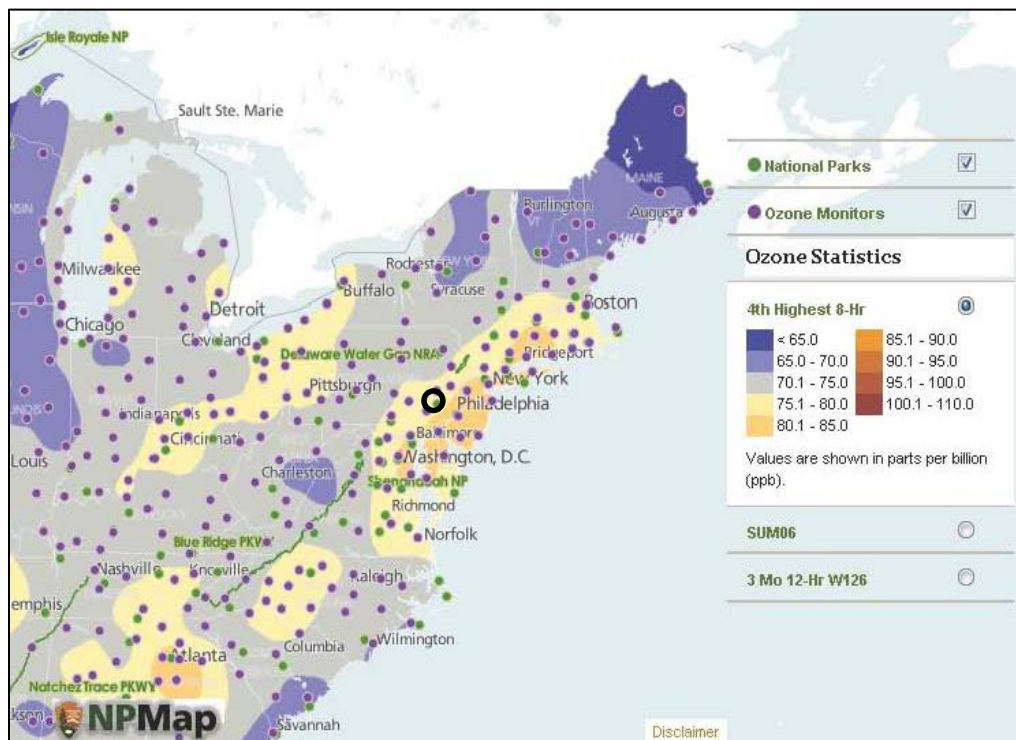 Isle Royale NP
Sault Ste. Marie
MAINE
Burlington
VT
Augusta
Rochester
Milwaukee
Buffalo
Syracuse
Boston
Detroit
Chicago
Cleveland
Delaware Water Gap NRA
Bridgeport
New York
Pittsburgh
Philadelphia
Indianapolis
Baltimore
Cincinnati
Washington, D.C.
Louis
Charleston
Shenandoah NP
Richmond
Blue Ridge PKWY
Norfolk
Nashville
Knoxville
Raleigh
emphis
Wilmington
Columbia
Atlanta
Natchez Trace PKWY
ckson
NPMap
Savannah
Disclaimer
National Parks
Ozone Monitors
Ozone Statistics
4th Highest 8-Hr
< 65.0 85.1 - 90.0
65.0 - 70.0 90.1 - 95.0
70.1 - 75.0 95.1 - 100.0
75.1 - 80.0 100.1 - 110.0
80.1 - 85.0
Values are shown in parts per billion
(ppb).
SUM06
3 Mo 12-Hr W126